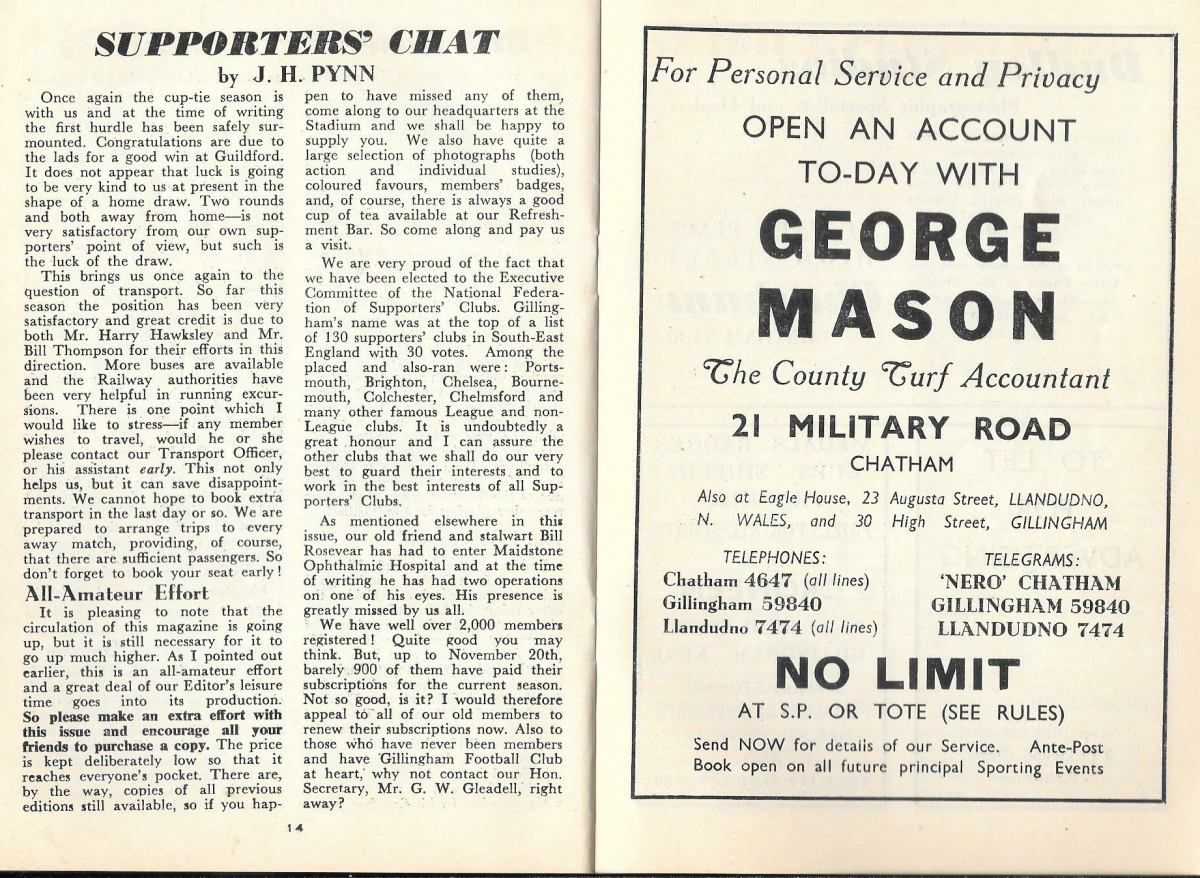 SUPPORTERS' CHAT
by J. H. PYNN
Once again the cup-tie season is
with us and at the time of writing
the first hurdle has been safely sur-
mounted. Congratulations are due to
the lads for a good win at Guildford.
It does not appear that luck is going
to be very kind to us at present in the
shape of a home draw. Two rounds
and both away from home—is not
very satisfactory from our own sup-
porters' point of view, but such is
the luck of the draw.
This brings us once again to the
question of transport. So far this
season the position has been very
satisfactory and great credit is due to
both Mr. Harry Hawksley and Mr.
Bill Thompson for their efforts in this
direction. More buses are available
and the Railway authorities have
been very helpful in running excur-
sions. There is one point which I
would like to stress—if any member
wishes to travel, would he or she
please contact our Transport Officer,
or his assistant early. This not only
helps us, but it can save disappoint-
ments. We cannot hope to book extra
transport in the last day or so. We are
prepared to arrange trips to every
away match, providing, of course,
that there are sufficient passengers. So
don't forget to book your seat early!
All-Amateur Effort
It is pleasing to note that the
circulation of this magazine is going
up, but it is still necessary for it to
go up much higher. As I pointed out
earlier, this is an all-amateur effort
and a great deal of our Editor's leisure
time goes into its production.
So please make an extra effort with
this issue and encourage all your
friends to purchase a copy. The price
is kept deliberately low so that it
reaches everyone's pocket. There are,
by the way, copies of all previous
editions still available, so if you hap-
pen to have missed any of them,
come along to our headquarters at the
Stadium and we shall be happy to
supply you. We also have quite a
large selection of photographs (both
action and individual studies),
coloured favours, members' badges,
and, of course, there is always a good
cup of tea available at our Refresh-
ment Bar. So come along and pay us
a visit.
We are very proud of the fact that
we have been elected to the Executive
Committee of the National Federa-
tion of Supporters' Clubs. Gilling-
ham's name was at the top of a list
of 130 supporters' clubs in South-East
England with 30 votes. Among the
placed and also-ran were: Ports-
mouth, Brighton, Chelsea, Bourne-
mouth, Colchester, Chelmsford and
many other famous League and non-
League clubs. It is undoubtedly a
great honour and I can assure the
other clubs that we shall do our very
best to guard their interests and to
work in the best interests of all Sup-
porters' Clubs.
As mentioned elsewhere in this
issue, our old friend and stalwart Bill
Rosevear has had to enter Maidstone
Ophthalmic Hospital and at the time
of writing he has had two operations
on one of his eyes. His presence is
greatly missed by us all.
We have well over 2,000 members
registered! Quite good you may
think. But, up to November 20th,
barely 900 of them have paid their
subscriptions for the current season.
Not so good, is it? I would therefore
appeal to all of our old members to
renew their subscriptions now. Also to
those who have never been members
and have Gillingham Football Club
at heart, why not contact our Hon.
Secretary, Mr. G. W. Gleadell, right
away?
14
For Personal Service and Privacy
OPEN AN ACCOUNT
TO-DAY WITH
GEORGE
MASON
The County Turf Accountant
21 MILITARY ROAD
CHATHAM
Also at Eagle House, 23 Augusta Street, LLANDUDNO,
N. WALES, and 30 High Street, GILLINGHAM
TELEPHONES:
Chatham 4647 (all lines)
Gillingham 59840
Llandudno 7474 (all lines)
TELEGRAMS:
'NERO' CHATHAM
GILLINGHAM 59840
LLANDUDNO 7474
NO LIMIT
AT S.P. OR TOTE (SEE RULES)
Send NOW for details of our Service. Ante-Post
Book open on all future principal Sporting Events